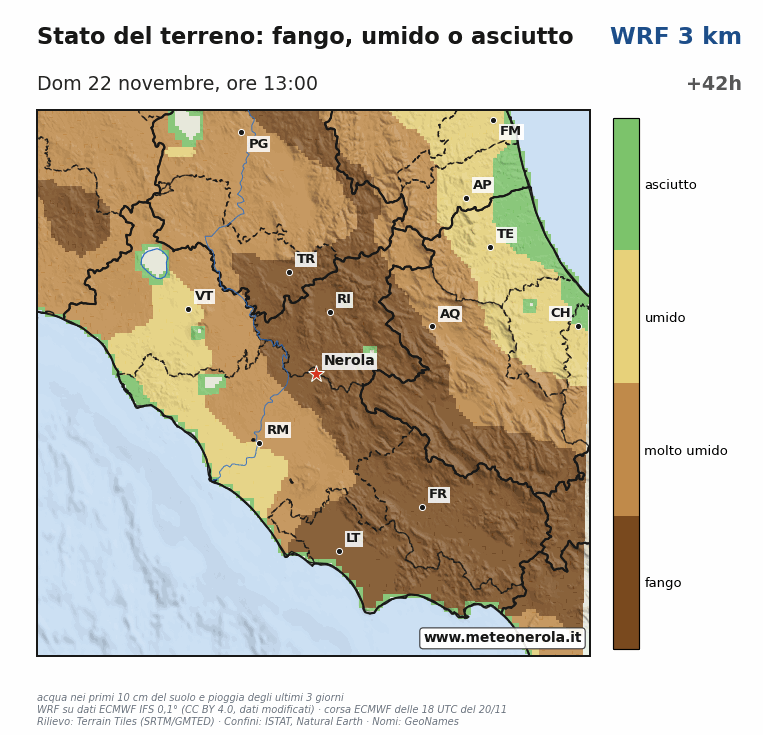 Stato del terreno: fango, umido o asciutto
WRF 3 km
Dom 22 novembre, ore 13:00
+42h
FM
PG
AP
TE
TR
VT
RI
AQ
CH
Nerola
RM
FR
LT
www.meteonerola.it
asciutto
umido
molto umido
fango
acqua nei primi 10 cm del suolo e pioggia degli ultimi 3 giorni
WRF su dati ECMWF IFS 0,1° (CC BY 4.0, dati modificati) · corsa ECMWF delle 18 UTC del 20/11
Rilievo: Terrain Tiles (SRTM/GMTED) · Confini: ISTAT, Natural Earth · Nomi: GeoNames